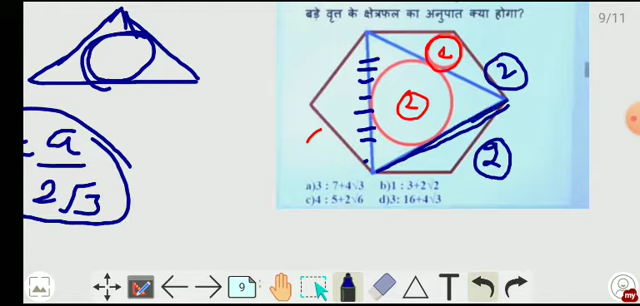 बड़े वृत्त के क्षेत्रफल का अनुपात क्या होगा?
9/11
2
2
2
= a
2√3
a)3 : 7+4√3 b)1 : 3+2√2
c)4 : 5+2√6 d)3: 16+4√3
9
T
my